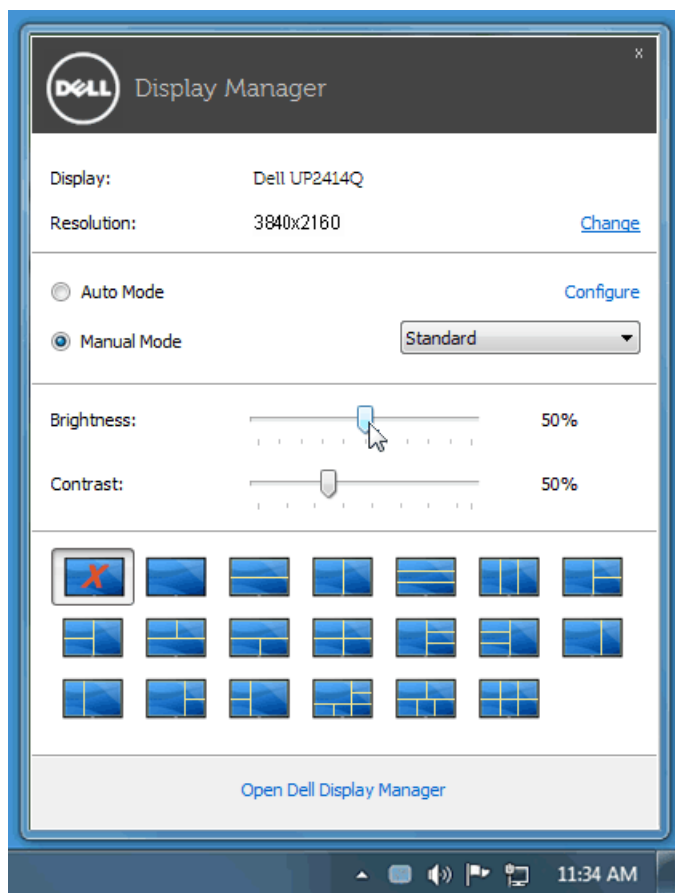 DELL Display Manager
x
Display: Dell UP2414Q
Resolution: 3840x2160 Change
Auto Mode Configure
Manual Mode Standard
Brightness: 50%
Contrast: 50%
X
Open Dell Display Manager
11:34 AM